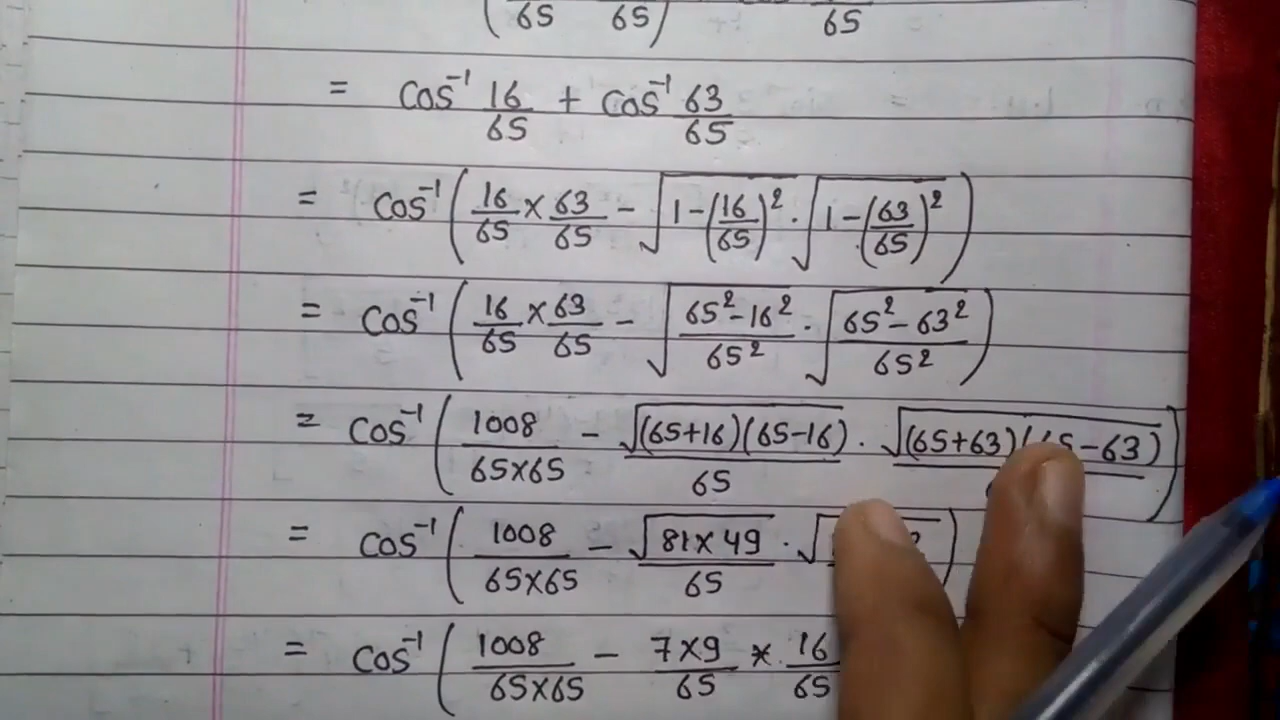 65 65) 65
= cos⁻¹ 16/65 + cos⁻¹ 63/65
= cos⁻¹(16/65 × 63/65 − √(1−(16/65)²) · √(1−(63/65)²))
= cos⁻¹(16/65 × 63/65 − √((65²−16²)/65²) · √((65²−63²)/65²))
= cos⁻¹(1008/(65×65) − √((65+16)(65−16))/65 · √((65+63)(65−63)))
= cos⁻¹(1008/(65×65) − √(81×49)/65 · √)
= cos⁻¹(1008/(65×65) − (7×9)/65 × 16/65